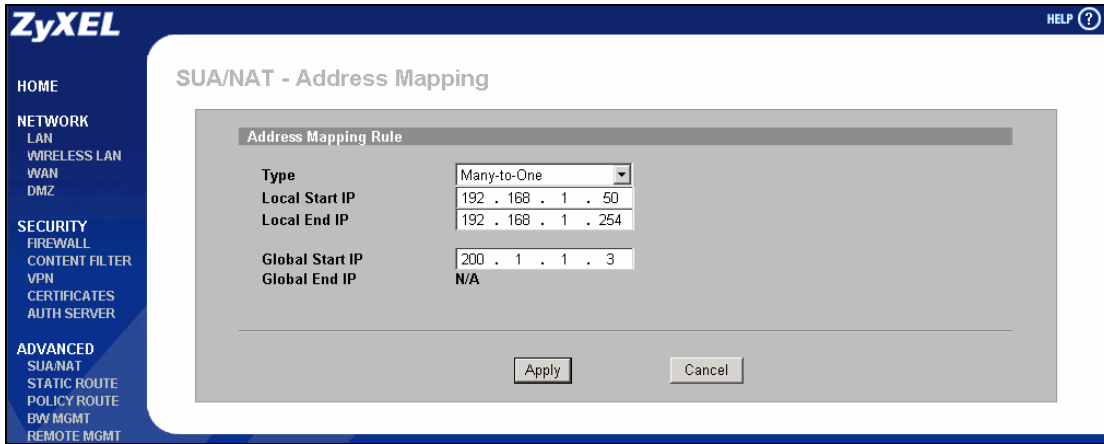 ZyXEL
HELP ?
HOME
NETWORK
LAN
WIRELESS LAN
WAN
DMZ
SECURITY
FIREWALL
CONTENT FILTER
VPN
CERTIFICATES
AUTH SERVER
ADVANCED
SUA/NAT
STATIC ROUTE
POLICY ROUTE
BW MGMT
REMOTE MGMT
SUA/NAT - Address Mapping
Address Mapping Rule
Type Many-to-One
Local Start IP 192 . 168 . 1 . 50
Local End IP 192 . 168 . 1 . 254
Global Start IP 200 . 1 . 1 . 3
Global End IP N/A
Apply Cancel